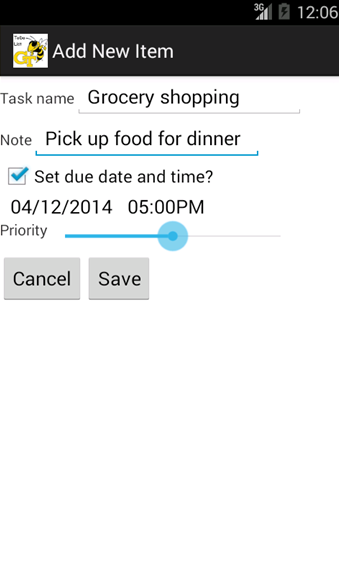 3G 12:06
ToDo
List
Add New Item
Task name Grocery shopping
Note Pick up food for dinner
Set due date and time?
04/12/2014 05:00PM
Priority
Cancel Save